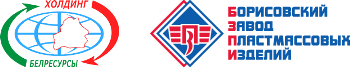 ХОЛДИНГ
БЕЛРЕСУРСЫ
БОРИСОВСКИЙ
ЗАВОД
ПЛАСТМАССОВЫХ
ИЗДЕЛИЙ